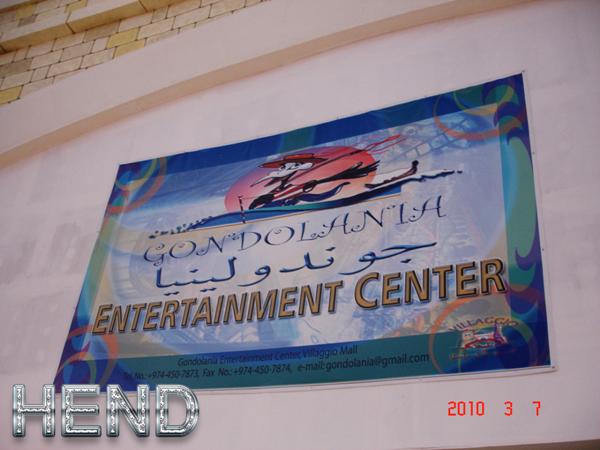 GONDOLANIA
جوندولينيا
ENTERTAINMENT CENTER
VILLAGGIO
Gondolania Entertainment Center, Villaggio Mall
Tel No.: +974-450-7873, Fax No.: +974-450-7874, e-mail: gondolania@gmail.com
HEND
2010 3 7